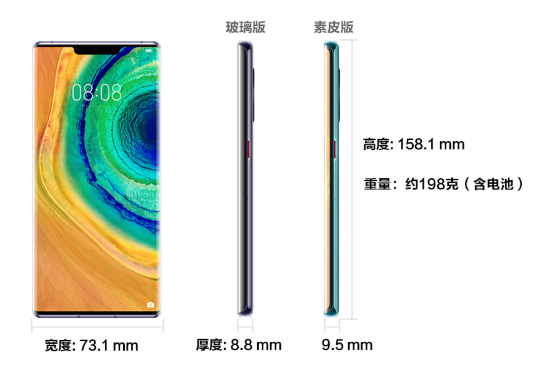 玻璃版
素皮版
08:08
高度: 158.1 mm
重量：约198克（含电池）
宽度: 73.1 mm
厚度: 8.8 mm
9.5 mm